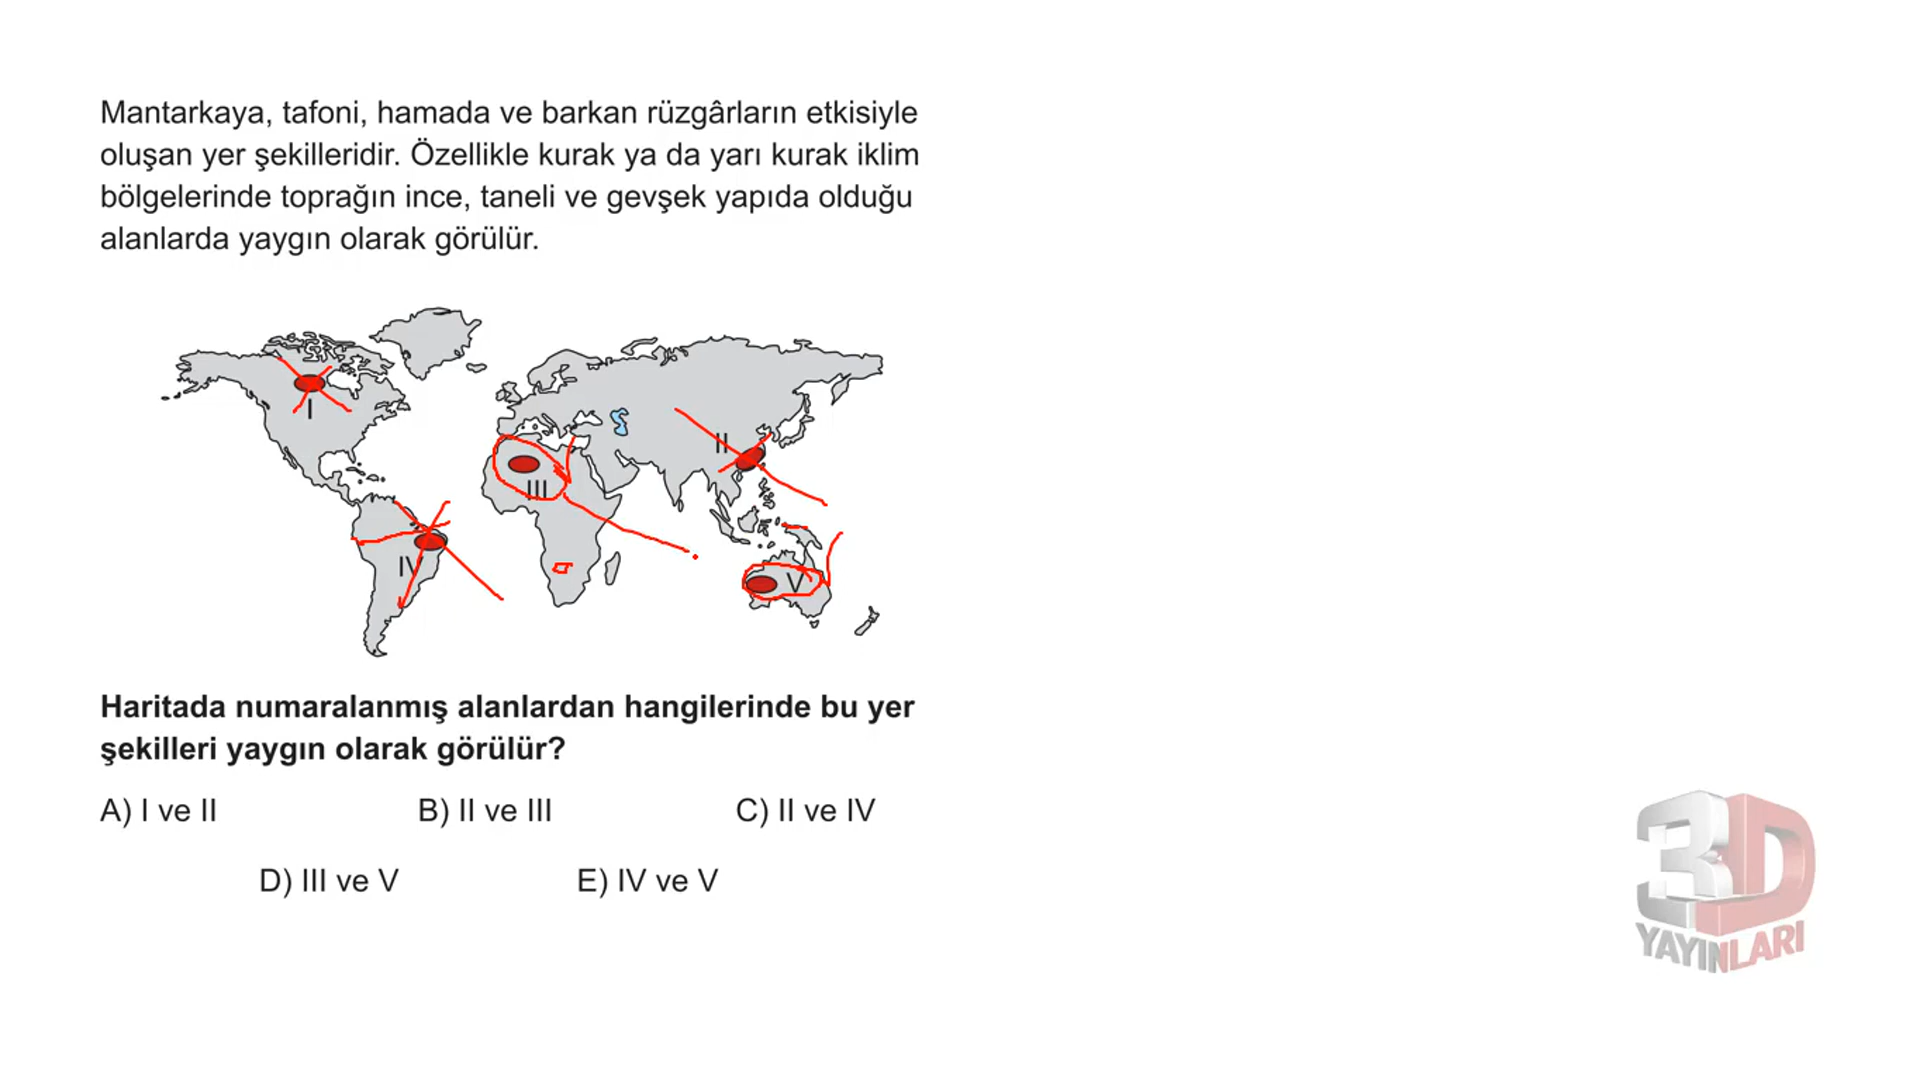 Mantarkaya, tafoni, hamada ve barkan rüzgârların etkisiyle
oluşan yer şekilleridir. Özellikle kurak ya da yarı kurak iklim
bölgelerinde toprağın ince, taneli ve gevşek yapıda olduğu
alanlarda yaygın olarak görülür.
I
II
III
IV
V
Haritada numaralanmış alanlardan hangilerinde bu yer
şekilleri yaygın olarak görülür?
A) I ve II
B) II ve III
C) II ve IV
D) III ve V
E) IV ve V
3D
YAYINLARI